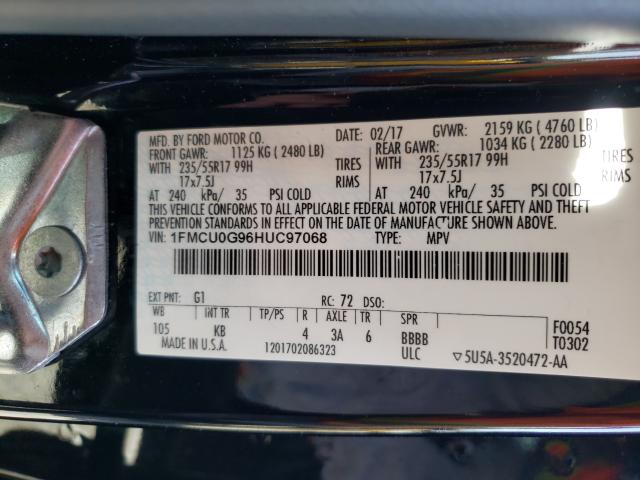 MFD. BY FORD MOTOR CO.
DATE: 02/17 GVWR: 2159 KG ( 4760 LB)
FRONT GAWR: 1125 KG ( 2480 LB) REAR GAWR: 1034 KG ( 2280 LB)
WITH 235/55R17 99H TIRES WITH 235/55R17 99H TIRES
17x7.5J RIMS 17x7.5J RIMS
AT 240 kPa/ 35 PSI COLD AT 240 kPa/ 35 PSI COLD
THIS VEHICLE CONFORMS TO ALL APPLICABLE FEDERAL MOTOR VEHICLE SAFETY AND THEFT
PREVENTION STANDARDS IN EFFECT ON THE DATE OF MANUFACTURE SHOWN ABOVE.
VIN: 1FMCU0G96HUC97068 TYPE: MPV
EXT PNT: G1 RC: 72 DSO:
WB INT TR TP/PS R AXLE TR SPR
105 KB 4 3A 6 BBBB F0054
MADE IN U.S.A. 1201702086323 ULC T0302
▽5U5A-3520472-AA